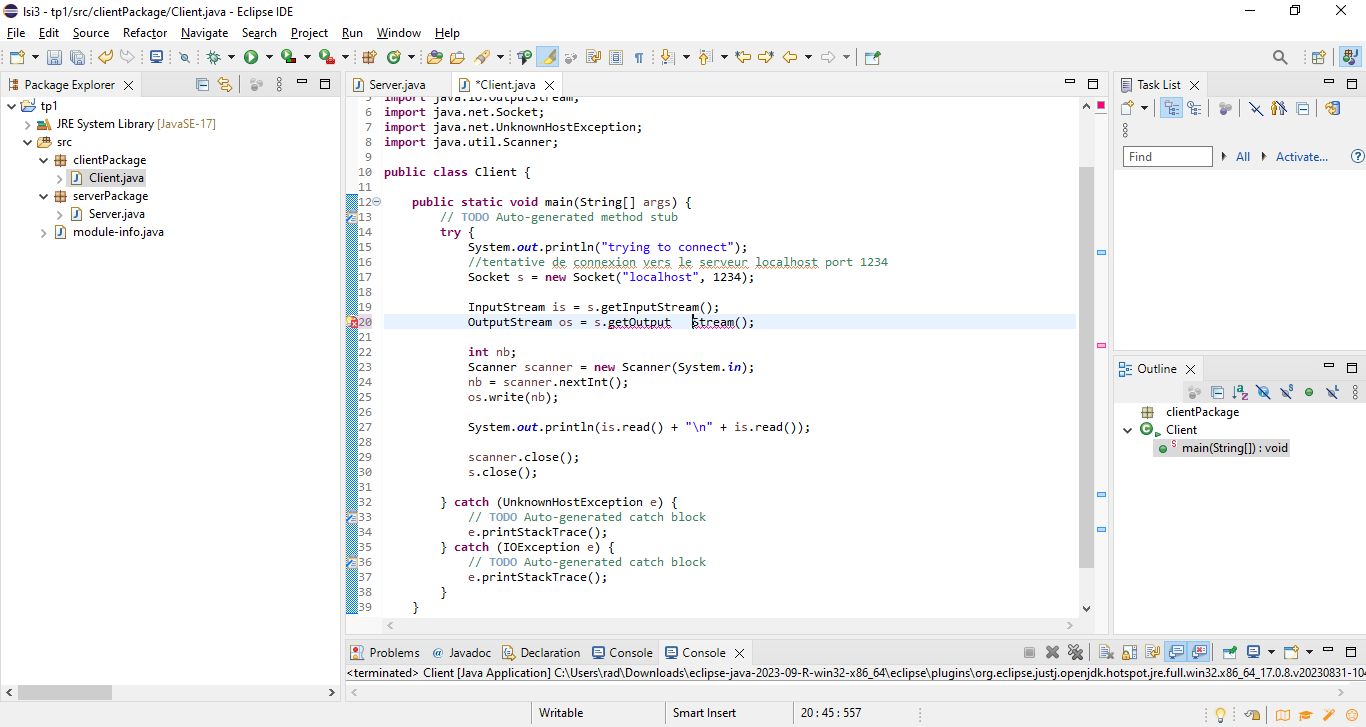 lsi3 - tp1/src/clientPackage/Client.java - Eclipse IDE
File Edit Source Refactor Navigate Search Project Run Window Help
Package Explorer
tp1
JRE System Library [JavaSE-17]
src
clientPackage
Client.java
serverPackage
Server.java
module-info.java
Server.java *Client.java
5 import java.io.OutputStream;
6 import java.net.Socket;
7 import java.net.UnknownHostException;
8 import java.util.Scanner;
9
10 public class Client {
11
12 public static void main(String[] args) {
13 // TODO Auto-generated method stub
14 try {
15 System.out.println("trying to connect");
16 //tentative de connexion vers le serveur localhost port 1234
17 Socket s = new Socket("localhost", 1234);
18
19 InputStream is = s.getInputStream();
20 OutputStream os = s.getOutput   Stream();
21
22 int nb;
23 Scanner scanner = new Scanner(System.in);
24 nb = scanner.nextInt();
25 os.write(nb);
26
27 System.out.println(is.read() + "\n" + is.read());
28
29 scanner.close();
30 s.close();
31
32 } catch (UnknownHostException e) {
33 // TODO Auto-generated catch block
34 e.printStackTrace();
35 } catch (IOException e) {
36 // TODO Auto-generated catch block
37 e.printStackTrace();
38 }
39 }
Task List
Find All Activate...
Outline
clientPackage
Client
main(String[]) : void
Problems @ Javadoc Declaration Console Console
<terminated> Client [Java Application] C:\Users\rad\Downloads\eclipse-java-2023-09-R-win32-x86_64\eclipse\plugins\org.eclipse.justj.openjdk.hotspot.jre.full.win32.x86_64_17.0.8.v20230831-104
Writable Smart Insert 20 : 45 : 557